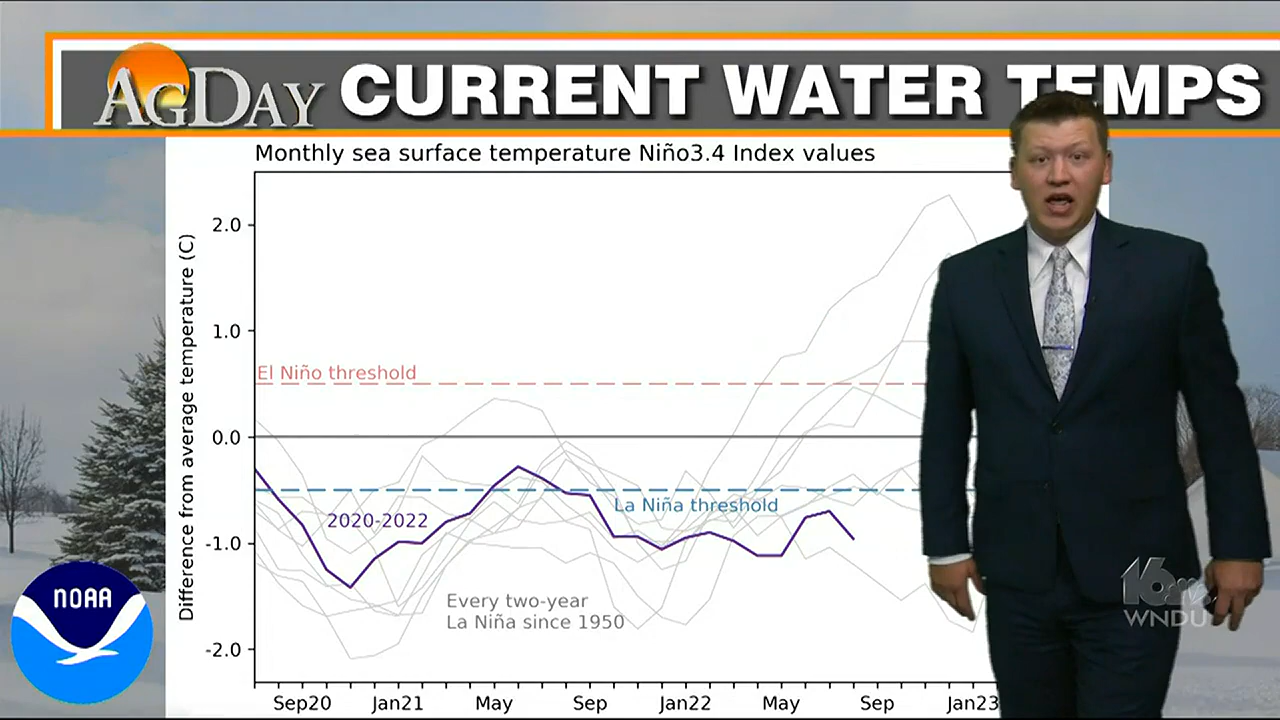 AGDAY CURRENT WATER TEMPS
Monthly sea surface temperature Niño3.4 Index values
Difference from average temperature (C)
2.0
1.0
0.0
-1.0
-2.0
El Niño threshold
La Niña threshold
2020-2022
Every two-year
La Niña since 1950
Sep20 Jan21 May Sep Jan22 May Sep Jan23
NOAA
16
WNDU